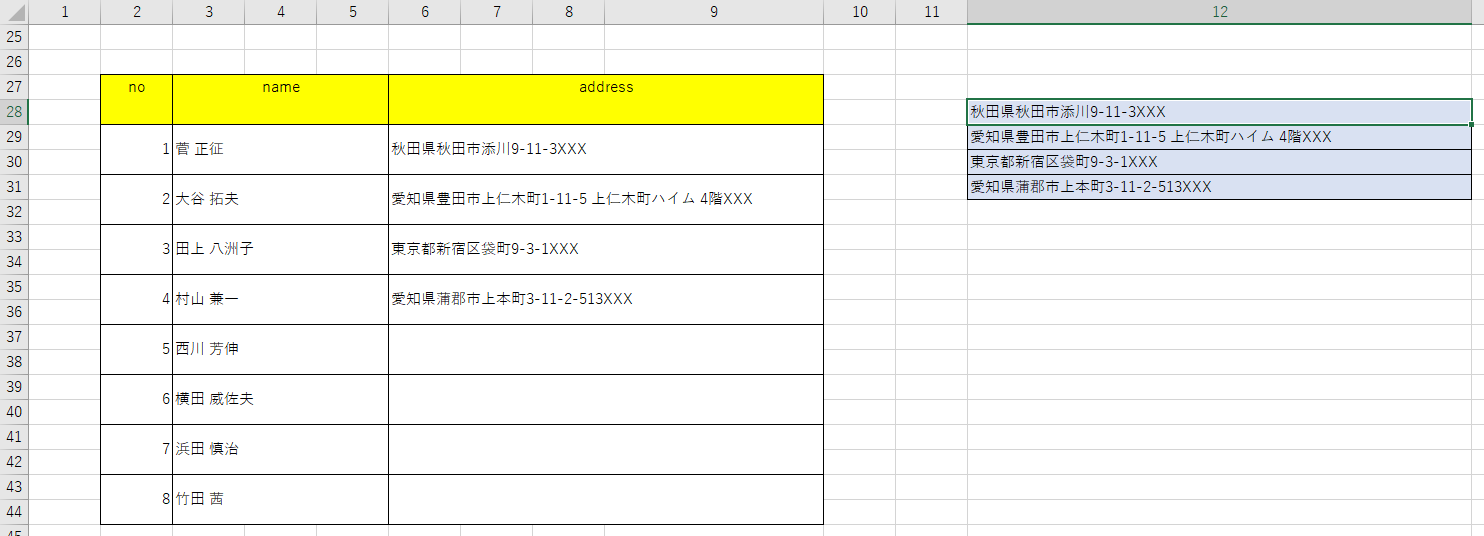 1 2 3 4 5 6 7 8 9 10 11 12
25
26
27 no name address
28 秋田県秋田市添川9-11-3XXX
29 1 菅 正征 秋田県秋田市添川9-11-3XXX 愛知県豊田市上仁木町1-11-5 上仁木町ハイム 4階XXX
30 東京都新宿区袋町9-3-1XXX
31 2 大谷 拓夫 愛知県豊田市上仁木町1-11-5 上仁木町ハイム 4階XXX 愛知県蒲郡市上本町3-11-2-513XXX
32
33 3 田上 八洲子 東京都新宿区袋町9-3-1XXX
34
35 4 村山 兼一 愛知県蒲郡市上本町3-11-2-513XXX
36
37 5 西川 芳伸
38
39 6 横田 威佐夫
40
41 7 浜田 慎治
42
43 8 竹田 茜
44
45